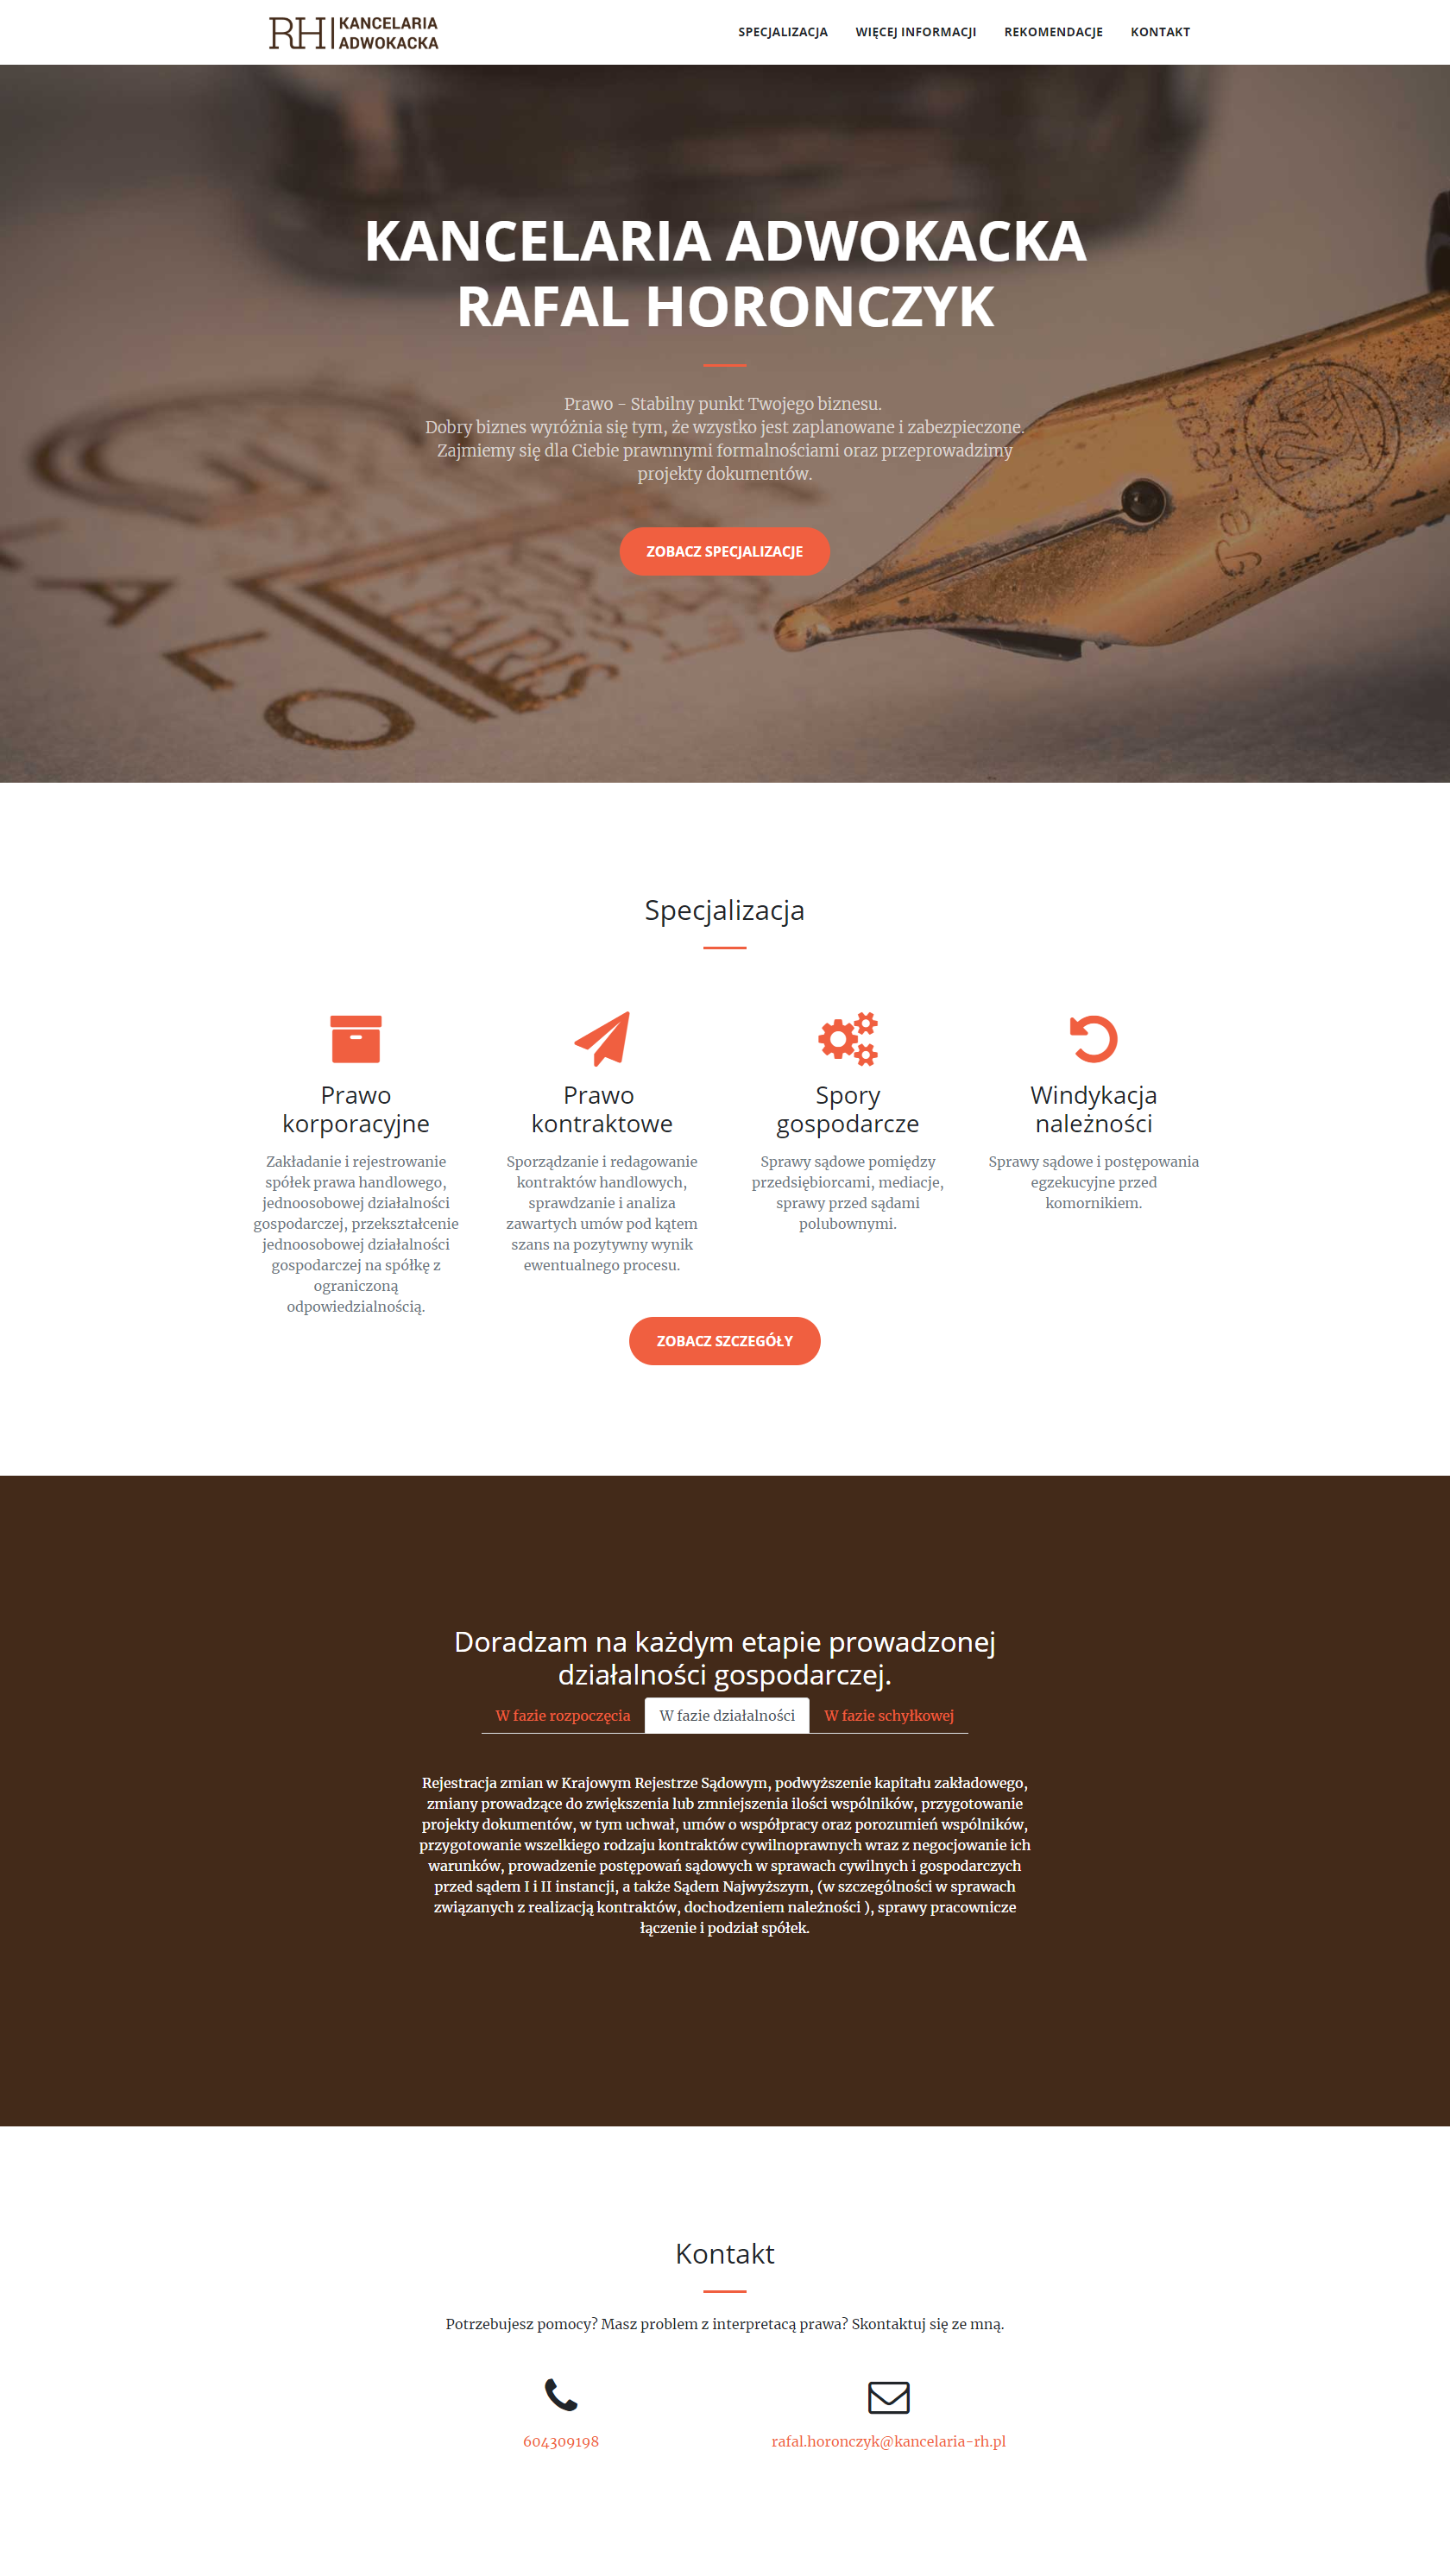 RH KANCELARIA
ADWOKACKA
SPECJALIZACJA WIĘCEJ INFORMACJI REKOMENDACJE KONTAKT
KANCELARIA ADWOKACKA
RAFAL HORONCZYK
Prawo - Stabilny punkt Twojego biznesu.
Dobry biznes wyróżnia się tym, że wzystko jest zaplanowane i zabezpieczone.
Zajmiemy się dla Ciebie prawnnymi formalnościami oraz przeprowadzimy
projekty dokumentów.
ZOBACZ SPECJALIZACJE
Specjalizacja
Prawo
korporacyjne
Zakładanie i rejestrowanie
spółek prawa handlowego,
jednoosobowej działalności
gospodarczej, przekształcenie
jednoosobowej działalności
gospodarczej na spółkę z
ograniczoną
odpowiedzialnością.
Prawo
kontraktowe
Sporządzanie i redagowanie
kontraktów handlowych,
sprawdzanie i analiza
zawartych umów pod kątem
szans na pozytywny wynik
ewentualnego procesu.
Spory
gospodarcze
Sprawy sądowe pomiędzy
przedsiębiorcami, mediacje,
sprawy przed sądami
polubownymi.
Windykacja
należności
Sprawy sądowe i postępowania
egzekucyjne przed
komornikiem.
ZOBACZ SZCZEGÓŁY
Doradzam na każdym etapie prowadzonej
działalności gospodarczej.
W fazie rozpoczęcia W fazie działalności W fazie schyłkowej
Rejestracja zmian w Krajowym Rejestrze Sądowym, podwyższenie kapitału zakładowego,
zmiany prowadzące do zwiększenia lub zmniejszenia ilości wspólników, przygotowanie
projekty dokumentów, w tym uchwał, umów o współpracy oraz porozumień wspólników,
przygotowanie wszelkiego rodzaju kontraktów cywilnoprawnych wraz z negocjowanie ich
warunków, prowadzenie postępowań sądowych w sprawach cywilnych i gospodarczych
przed sądem I i II instancji, a także Sądem Najwyższym, (w szczególności w sprawach
związanych z realizacją kontraktów, dochodzeniem należności ), sprawy pracownicze
łączenie i podział spółek.
Kontakt
Potrzebujesz pomocy? Masz problem z interpretacą prawa? Skontaktuj się ze mną.
604309198
rafal.horonczyk@kancelaria-rh.pl